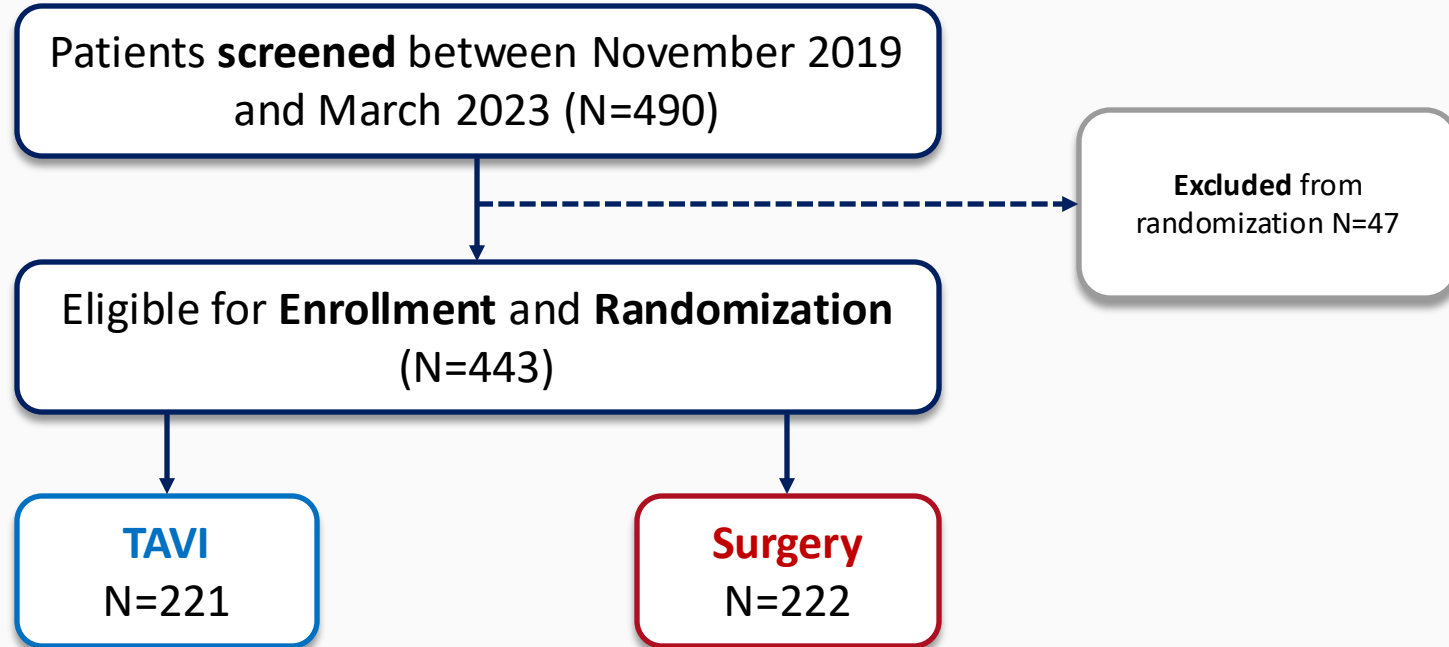 Patients screened between November 2019
and March 2023 (N=490)
Excluded from
randomization N=47
Eligible for Enrollment and Randomization
(N=443)
TAVI
N=221
Surgery
N=222